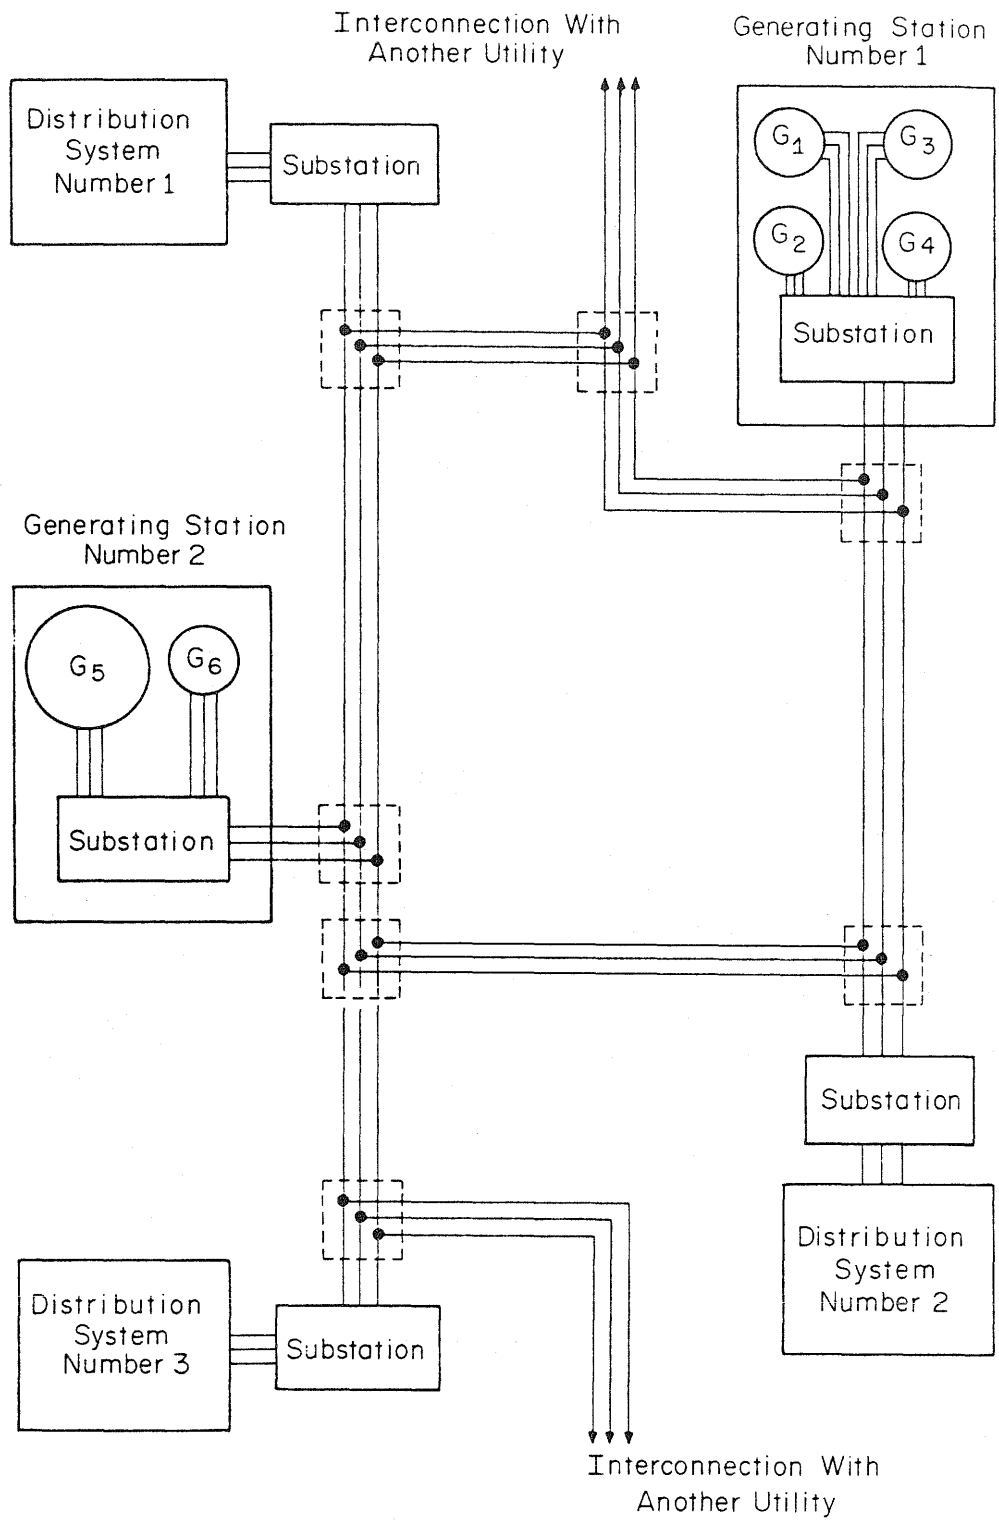 Interconnection With
Another Utility
Generating Station
Number 1
Distribution
System
Number 1
Substation
G1
G3
G2
G4
Substation
Generating Station
Number 2
G5
G6
Substation
Substation
Distribution
System
Number 2
Distribution
System
Number 3
Substation
Interconnection With
Another Utility